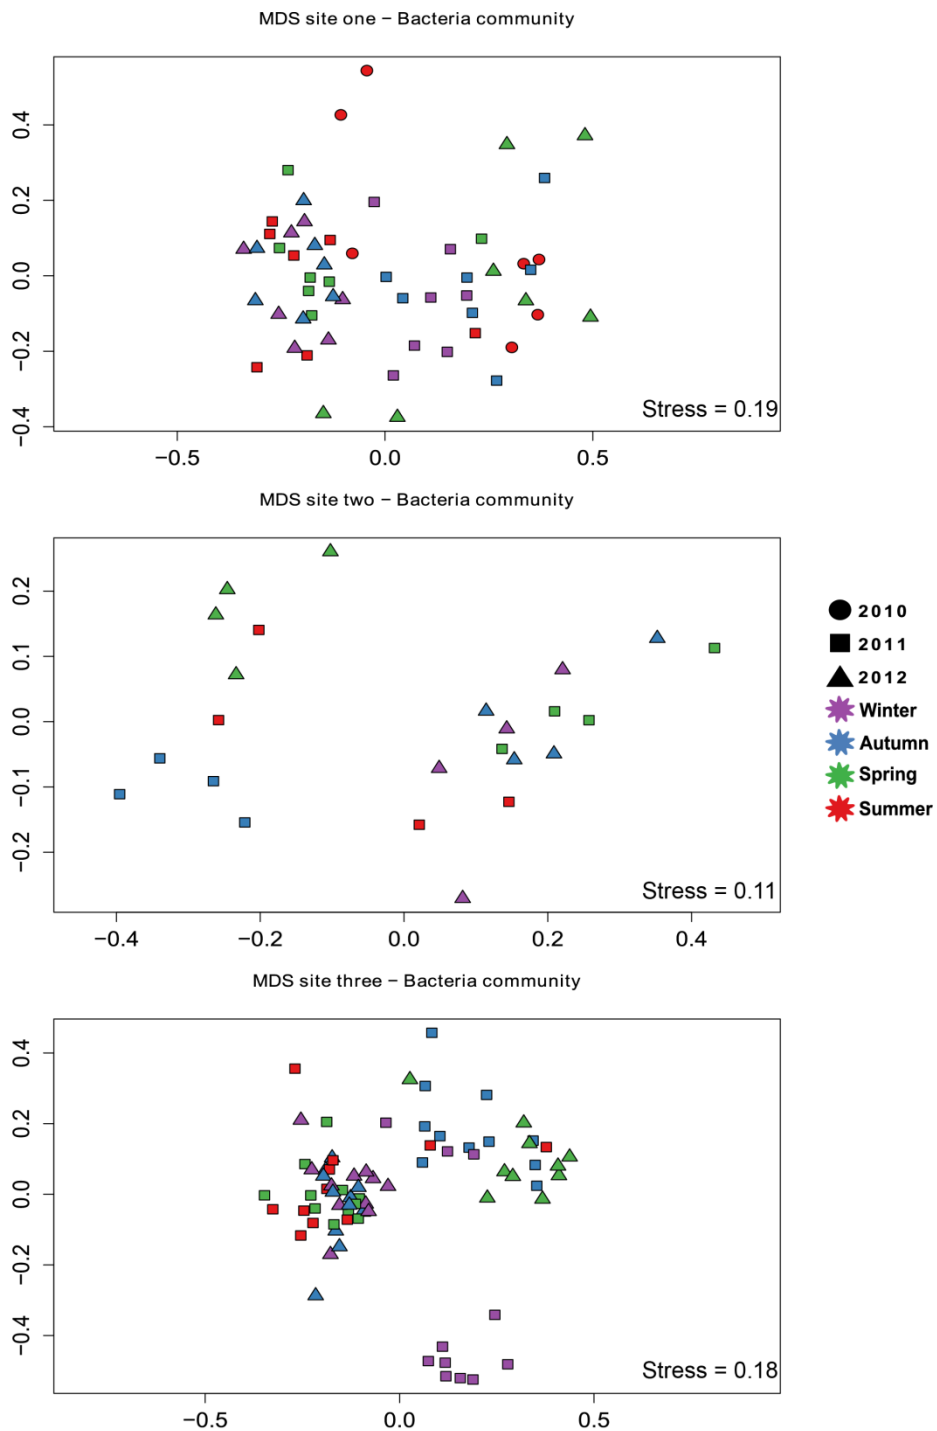 MDS site one − Bacteria community
0.4
0.2
0.0
−0.2
−0.4
Stress = 0.19
−0.5 0.0 0.5
MDS site two − Bacteria community
0.2
0.1
0.0
−0.1
−0.2
Stress = 0.11
−0.4 −0.2 0.0 0.2 0.4
2010
2011
2012
Winter
Autumn
Spring
Summer
MDS site three − Bacteria community
0.4
0.2
0.0
−0.2
−0.4
Stress = 0.18
−0.5 0.0 0.5